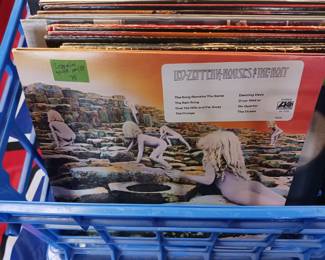 LED ZEPPELIN HOUSES OF THE HOLY
The Song Remains The Same
The Rain Song
Over The Hills and Far Away
The Crunge
Dancing Days
D'yer Mak'er
No Quarter
The Ocean